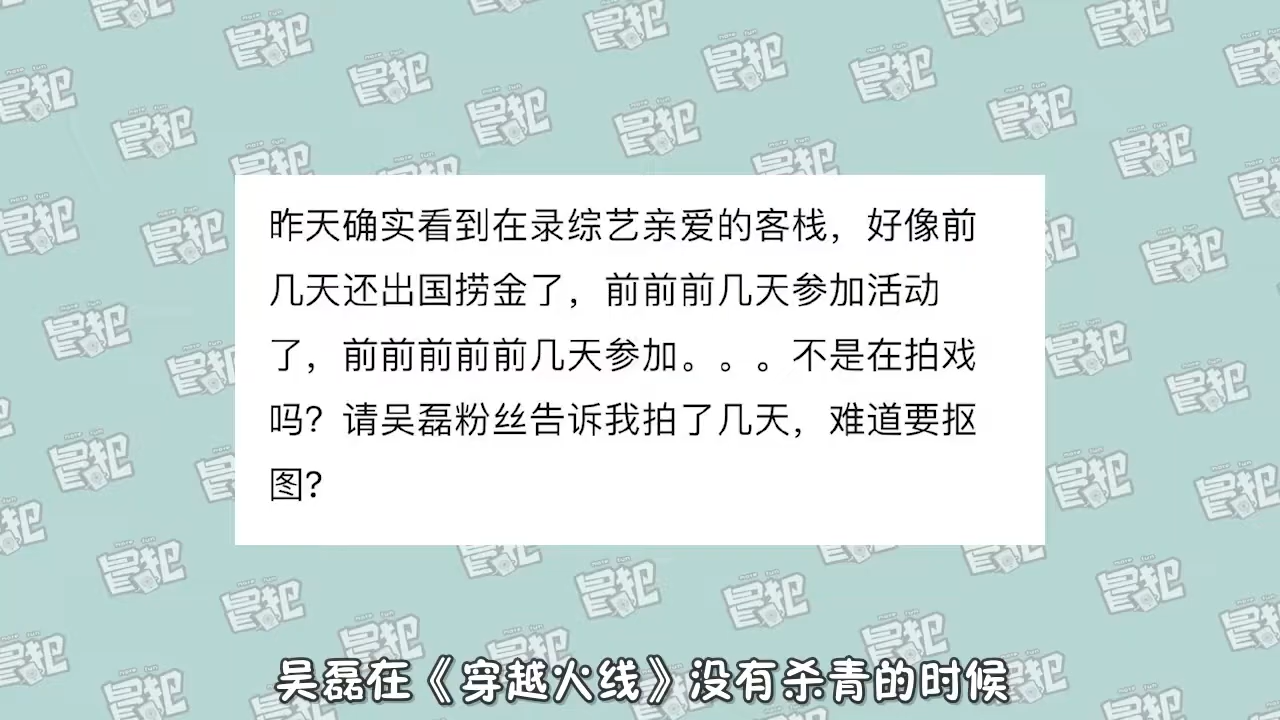 昨天确实看到在录综艺亲爱的客栈，好像前
几天还出国捞金了，前前前几天参加活动
了，前前前前前几天参加。。。不是在拍戏
吗？请吴磊粉丝告诉我拍了几天，难道要抠
图？
吴磊在《穿越火线》没有杀青的时候